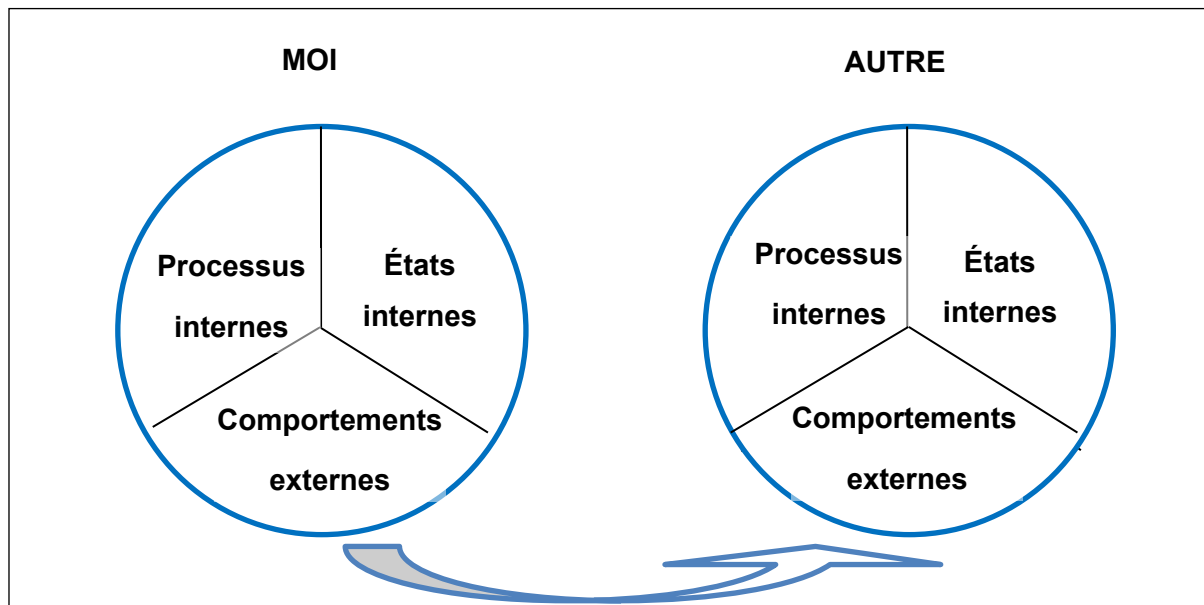 MOI
AUTRE
Processus
internes
États
internes
Comportements
externes
Processus
internes
États
internes
Comportements
externes